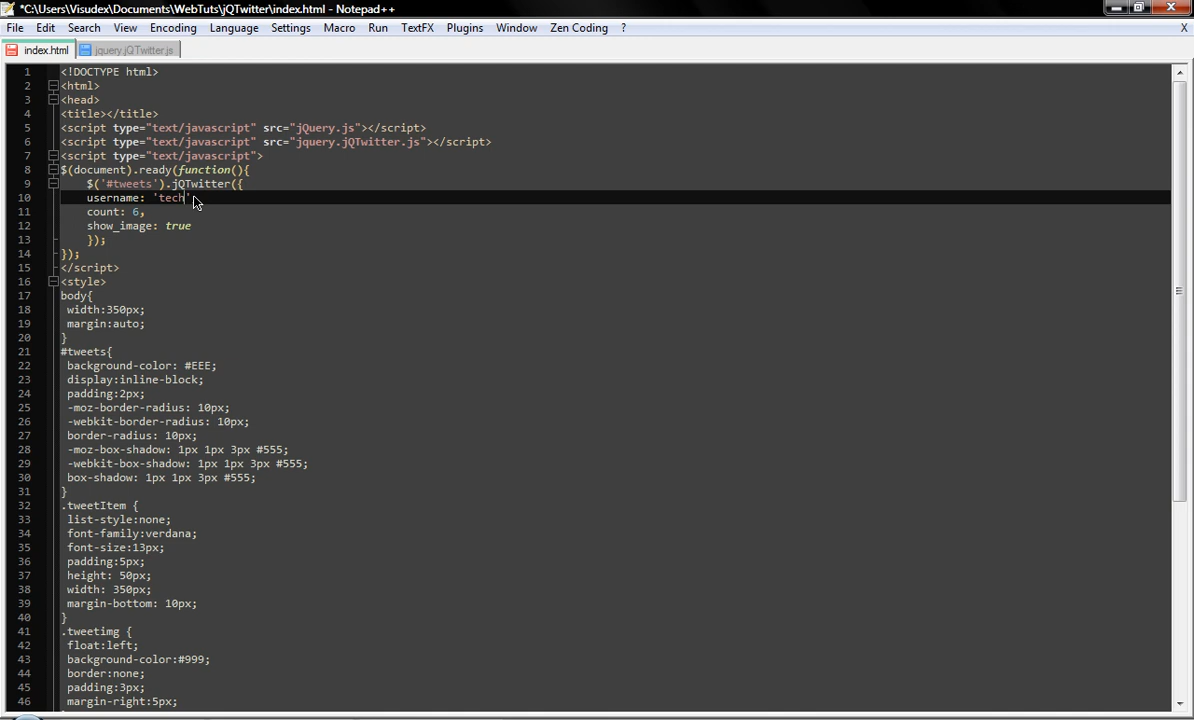 *C:\Users\Visudex\Documents\WebTuts\jQTwitter\index.html - Notepad++
File Edit Search View Encoding Language Settings Macro Run TextFX Plugins Window Zen Coding ? X
index.html jquery.jQTwitter.js
1 <!DOCTYPE html>
2 <html>
3 <head>
4 <title></title>
5 <script type="text/javascript" src="jQuery.js"></script>
6 <script type="text/javascript" src="jquery.jQTwitter.js"></script>
7 <script type="text/javascript">
8 $(document).ready(function(){
9 $('#tweets').jQTwitter({
10 username: 'tech',
11 count: 6,
12 show_image: true
13 });
14 });
15 </script>
16 <style>
17 body{
18 width:350px;
19 margin:auto;
20 }
21 #tweets{
22 background-color: #EEE;
23 display:inline-block;
24 padding:2px;
25 -moz-border-radius: 10px;
26 -webkit-border-radius: 10px;
27 border-radius: 10px;
28 -moz-box-shadow: 1px 1px 3px #555;
29 -webkit-box-shadow: 1px 1px 3px #555;
30 box-shadow: 1px 1px 3px #555;
31 }
32 .tweetItem {
33 list-style:none;
34 font-family:verdana;
35 font-size:13px;
36 padding:5px;
37 height: 50px;
38 width: 350px;
39 margin-bottom: 10px;
40 }
41 .tweetimg {
42 float:left;
43 background-color:#999;
44 border:none;
45 padding:3px;
46 margin-right:5px;